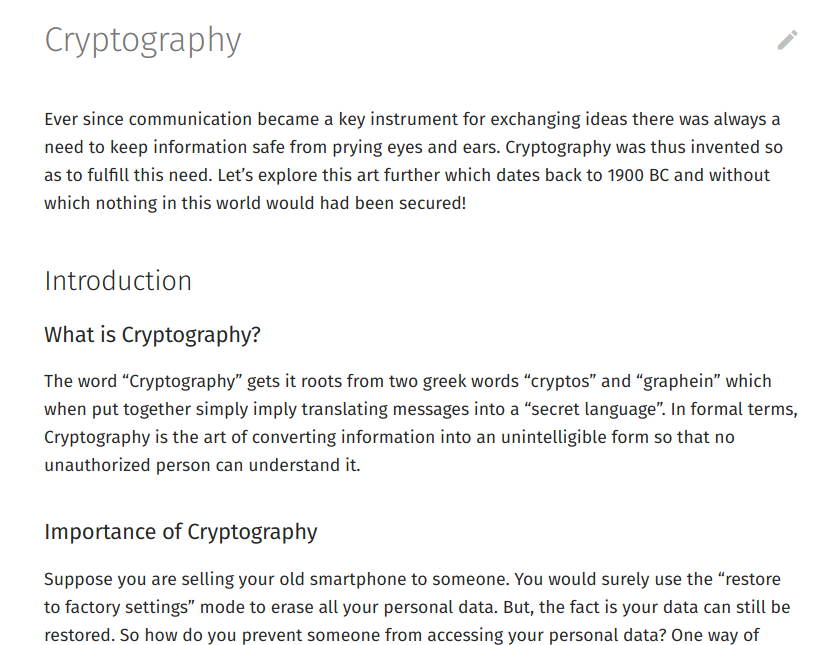 Cryptography
Ever since communication became a key instrument for exchanging ideas there was always a
need to keep information safe from prying eyes and ears. Cryptography was thus invented so
as to fulfill this need. Let’s explore this art further which dates back to 1900 BC and without
which nothing in this world would had been secured!
Introduction
What is Cryptography?
The word “Cryptography” gets it roots from two greek words “cryptos” and “graphein” which
when put together simply imply translating messages into a “secret language”. In formal terms,
Cryptography is the art of converting information into an unintelligible form so that no
unauthorized person can understand it.
Importance of Cryptography
Suppose you are selling your old smartphone to someone. You would surely use the “restore
to factory settings” mode to erase all your personal data. But, the fact is your data can still be
restored. So how do you prevent someone from accessing your personal data? One way of